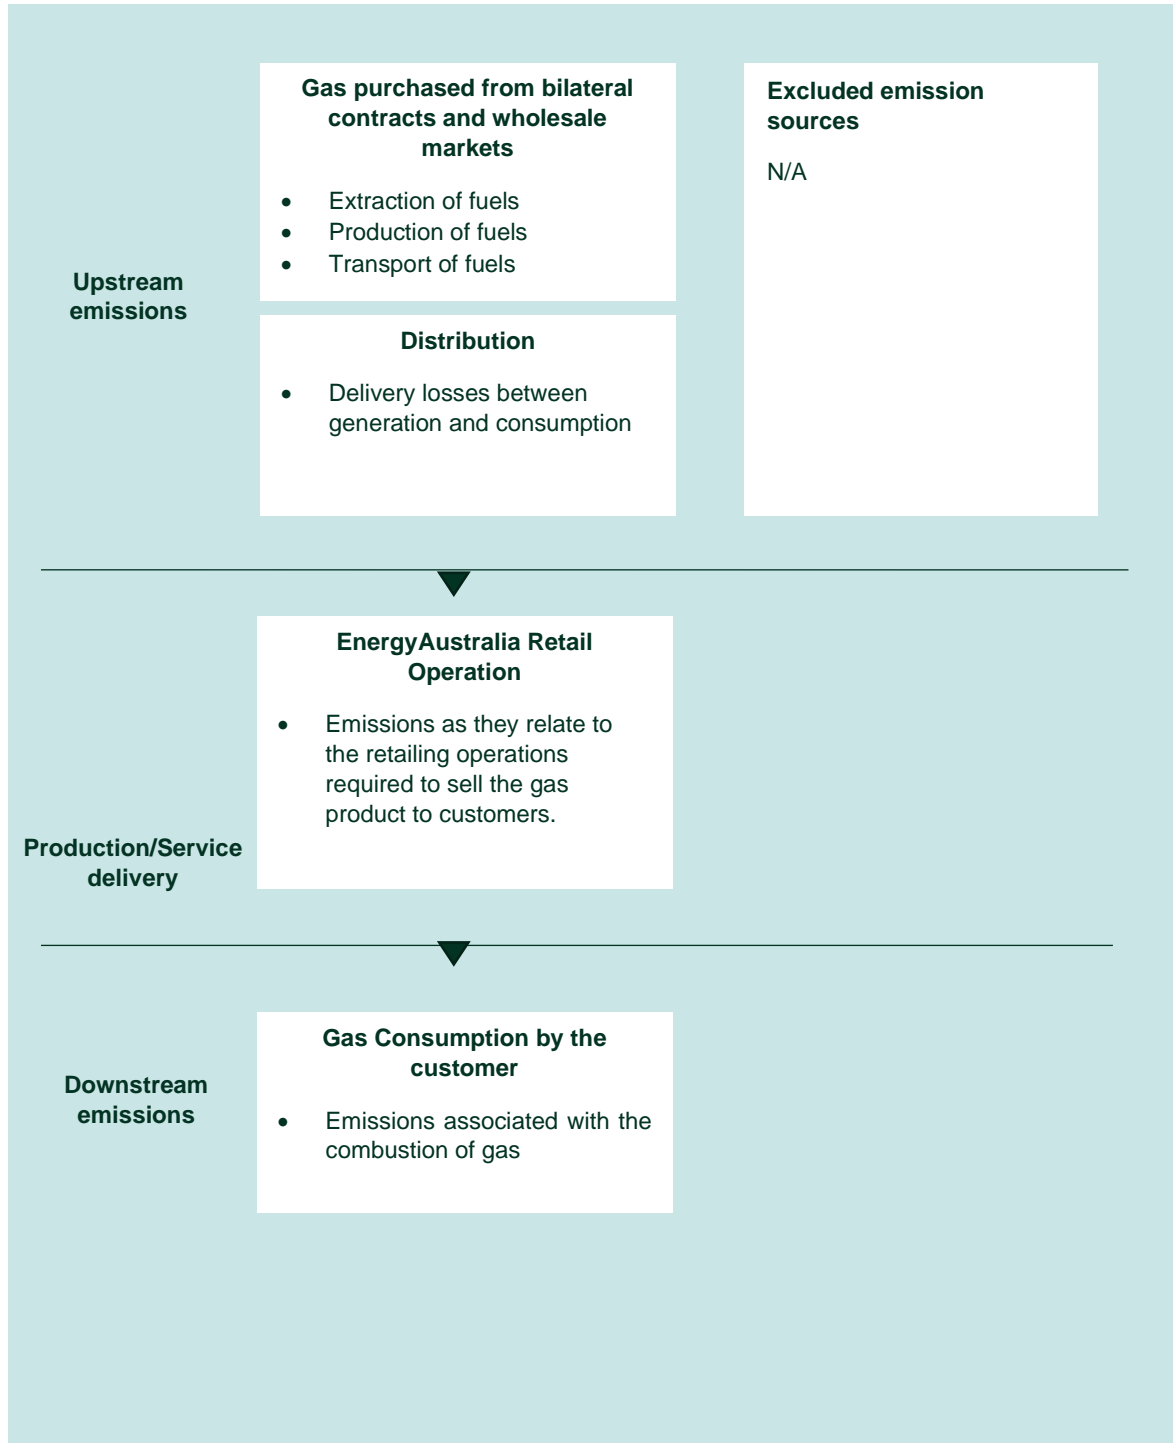 Gas purchased from bilateral
contracts and wholesale
markets
• Extraction of fuels
• Production of fuels
• Transport of fuels
Excluded emission
sources
N/A
Upstream
emissions
Distribution
• Delivery losses between
generation and consumption
EnergyAustralia Retail
Operation
• Emissions as they relate to
the retailing operations
required to sell the gas
product to customers.
Production/Service
delivery
Gas Consumption by the
customer
• Emissions associated with the
combustion of gas
Downstream
emissions